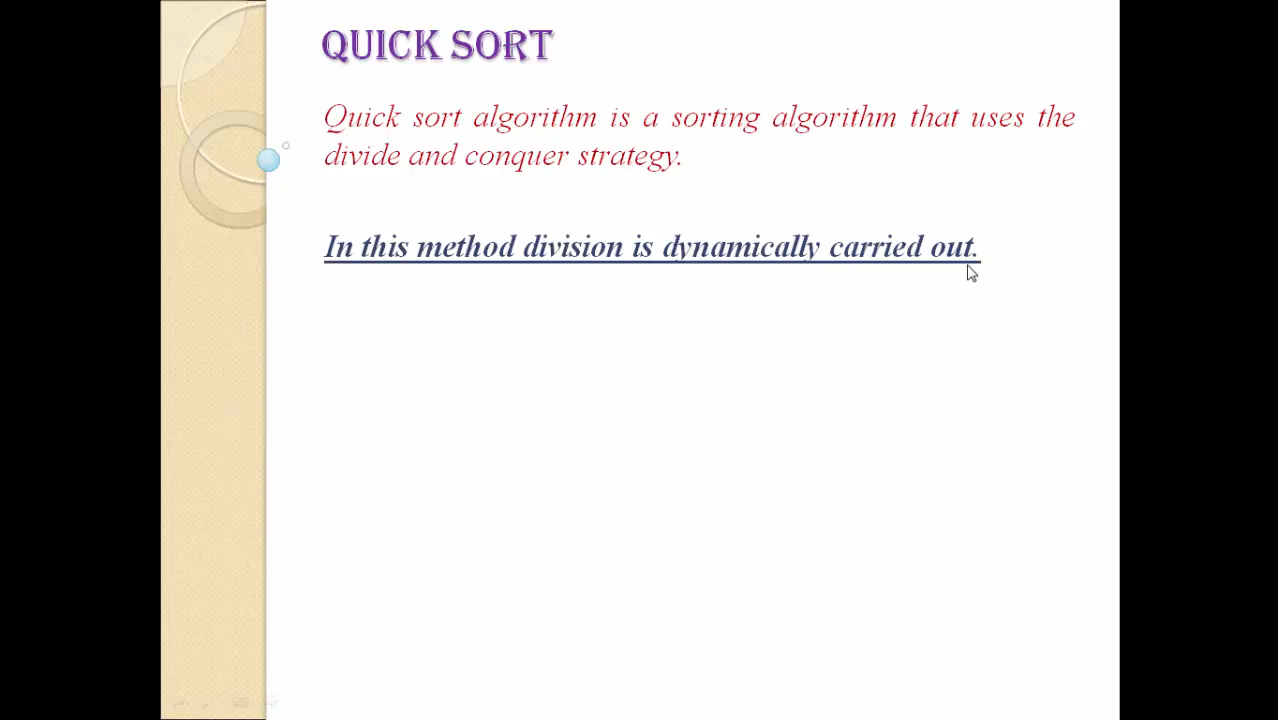 QUICK SORT
Quick sort algorithm is a sorting algorithm that uses the
divide and conquer strategy.
In this method division is dynamically carried out.